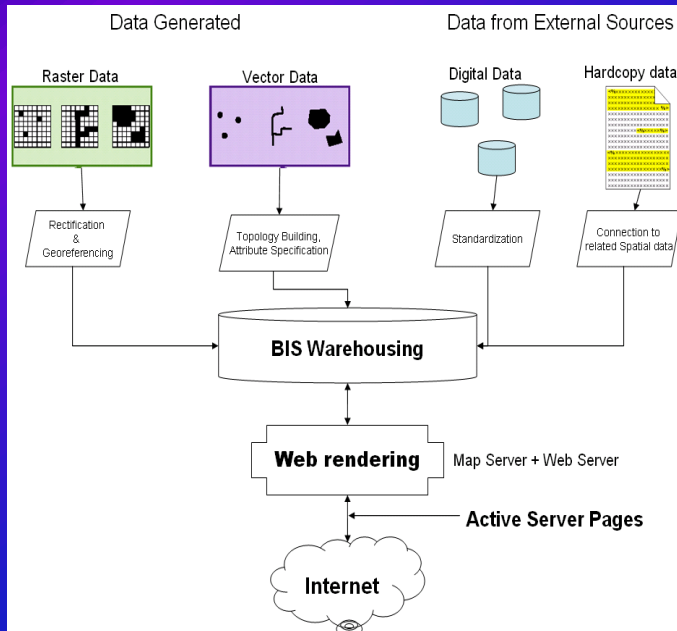 Data Generated
Data from External Sources
Raster Data
Vector Data
Digital Data
Hardcopy data
Rectification
&
Georeferencing
Topology Building,
Attribute Specification
Standardization
Connection to
related Spatial data
BIS Warehousing
Web rendering
Map Server + Web Server
Active Server Pages
Internet